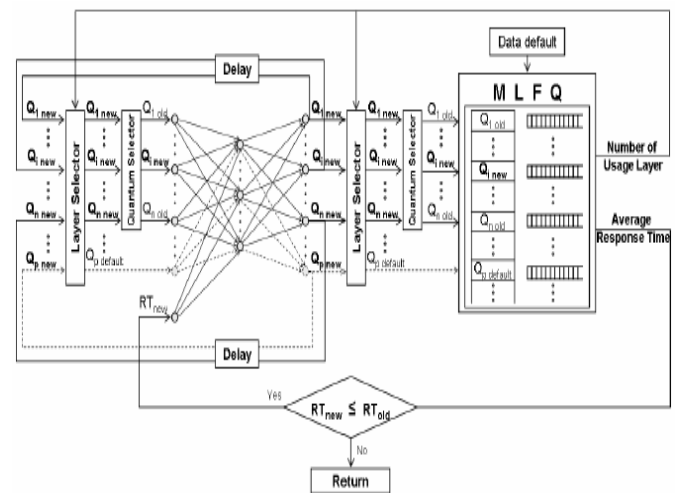 Data default
Delay
M L F Q
Q1 new
Q1 new
Q1 old
Q1 new
Q1 new
Q1 old
Q1 old
Number of
Usage Layer
Qi new
Qi new
Qi new
Qi new
Qi new
Qi new
Qi new
Layer Selector
Quantum Selector
Layer Selector
Quantum Selector
Qn new
Qn new
Qn old
Qn new
Qn new
Qn old
Qn old
Average
Response Time
Qp new
Qp default
Qp new
Qp default
Qp default
RTnew
Delay
Yes
RTnew ≤ RTold
No
Return